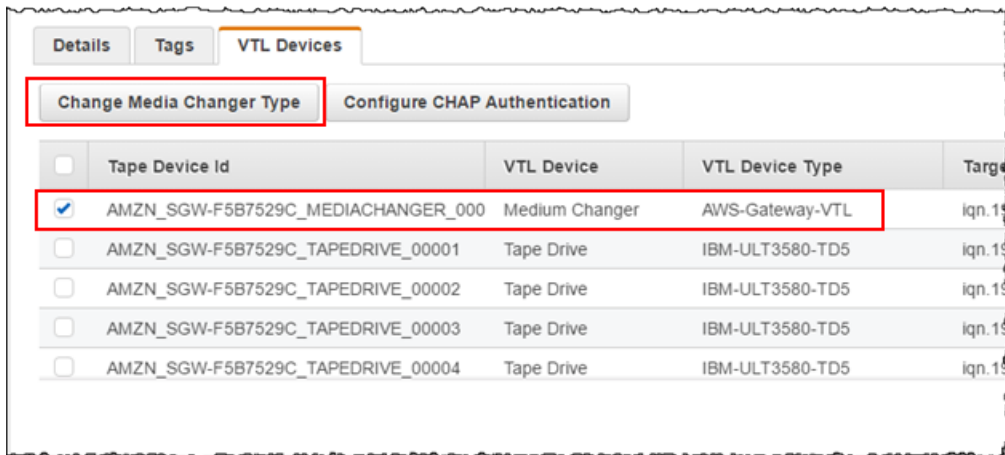 Details Tags VTL Devices
Change Media Changer Type Configure CHAP Authentication
Tape Device Id VTL Device VTL Device Type
AMZN_SGW-F5B7529C_MEDIACHANGER_000 Medium Changer AWS-Gateway-VTL
AMZN_SGW-F5B7529C_TAPEDRIVE_00001 Tape Drive IBM-ULT3580-TD5
AMZN_SGW-F5B7529C_TAPEDRIVE_00002 Tape Drive IBM-ULT3580-TD5
AMZN_SGW-F5B7529C_TAPEDRIVE_00003 Tape Drive IBM-ULT3580-TD5
AMZN_SGW-F5B7529C_TAPEDRIVE_00004 Tape Drive IBM-ULT3580-TD5